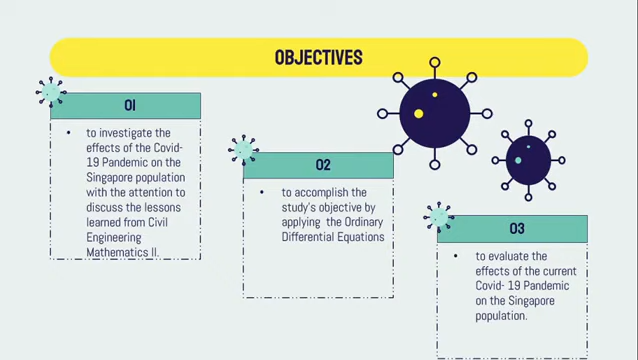 OBJECTIVES
01
• to investigate the
effects of the Covid-
19 Pandemic on the
Singapore population
with the attention to
discuss the lessons
learned from Civil
Engineering
Mathematics II.
02
• to accomplish the
study's objective by
applying the Ordinary
Differential Equations
03
• to evaluate the
effects of the current
Covid- 19 Pandemic
on the Singapore
population.